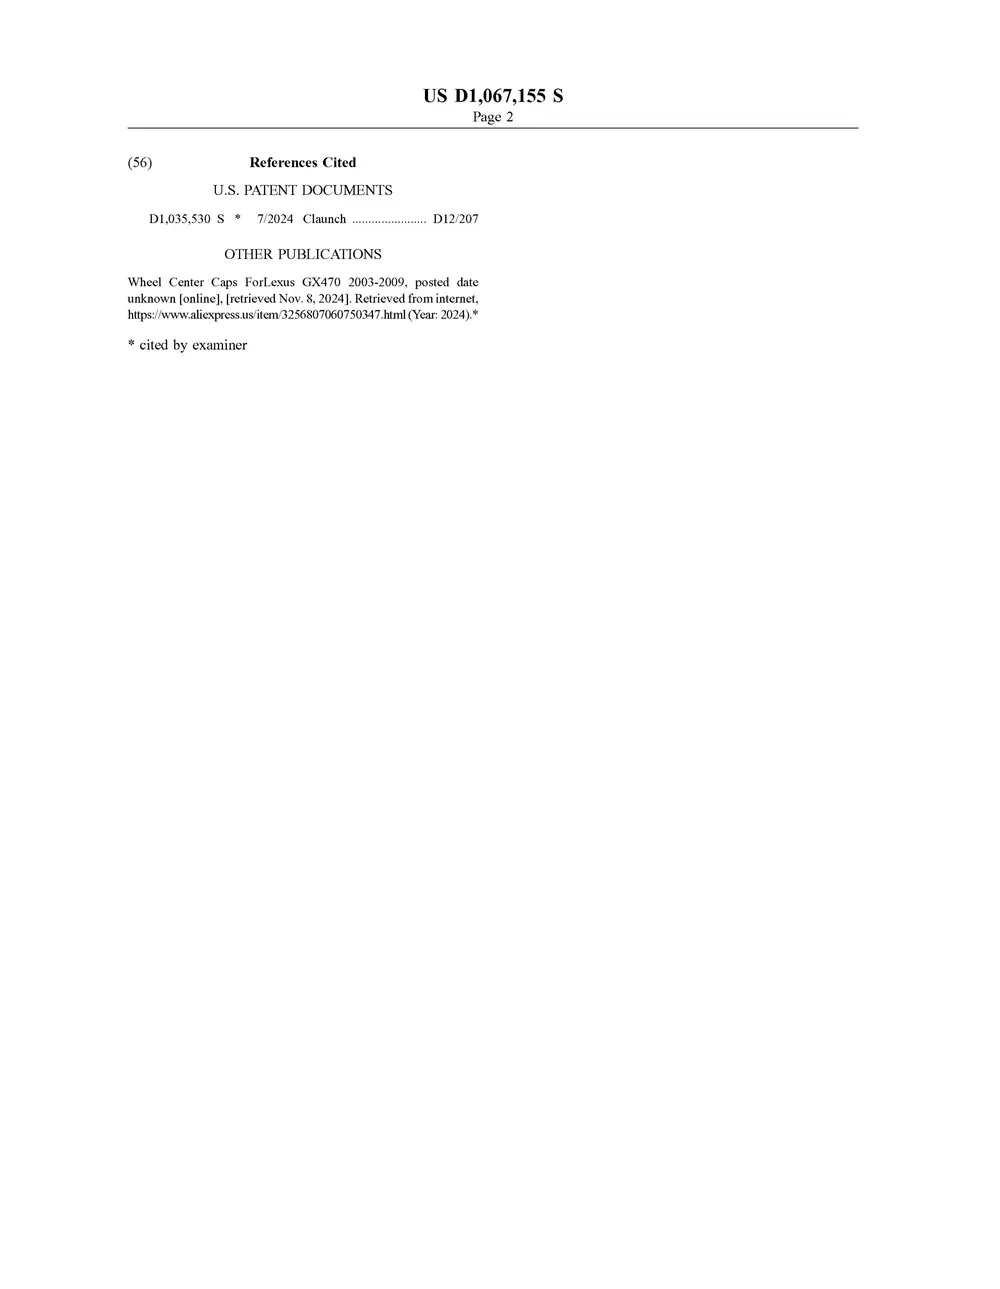 US D1,067,155 S
Page 2
(56) References Cited
U.S. PATENT DOCUMENTS
D1,035,530 S * 7/2024 Claunch ....................... D12/207
OTHER PUBLICATIONS
Wheel Center Caps ForLexus GX470 2003-2009, posted date
unknown [online], [retrieved Nov. 8, 2024]. Retrieved from internet,
https://www.aliexpress.us/item/3256807060750347.html (Year: 2024).*
* cited by examiner